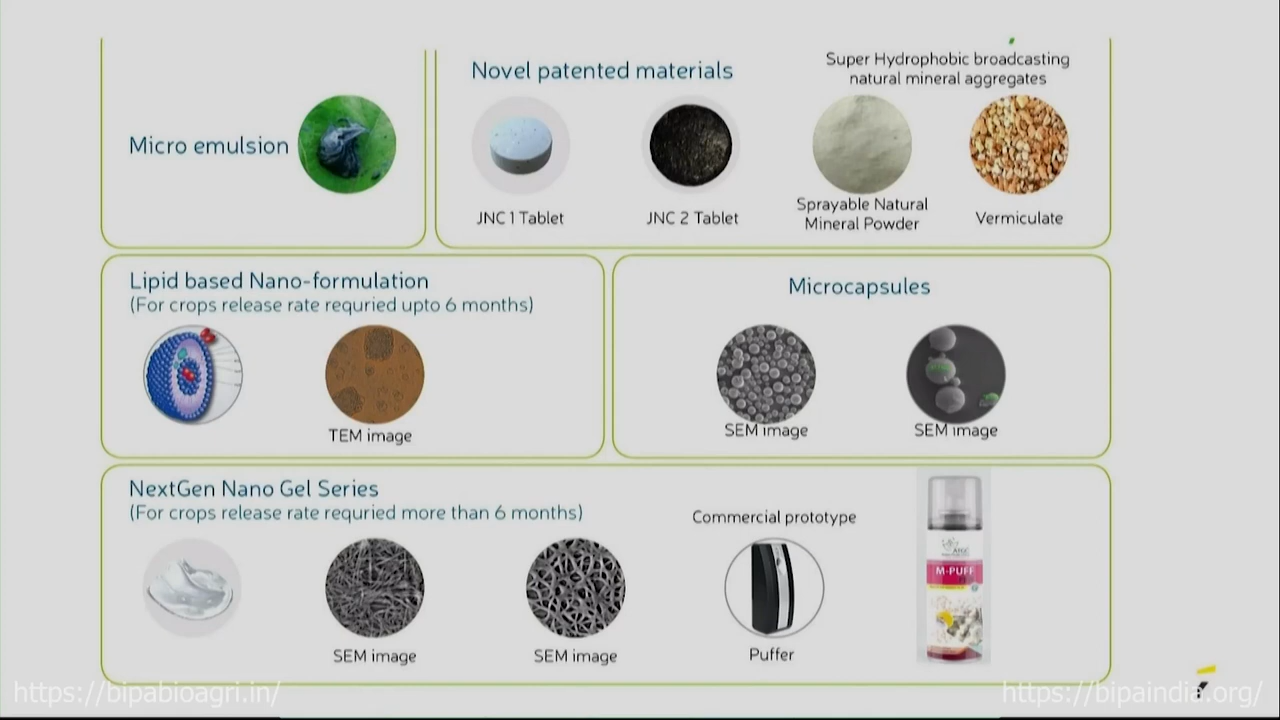 Micro emulsion
Novel patented materials
Super Hydrophobic broadcasting
natural mineral aggregates
JNC 1 Tablet
JNC 2 Tablet
Sprayable Natural
Mineral Powder
Vermiculate
Lipid based Nano-formulation
(For crops release rate requried upto 6 months)
TEM image
Microcapsules
SEM image
SEM image
NextGen Nano Gel Series
(For crops release rate requried more than 6 months)
SEM image
SEM image
Commercial prototype
Puffer
M-PUFF
https://bipabioagri.in/
https://bipaindia.org/